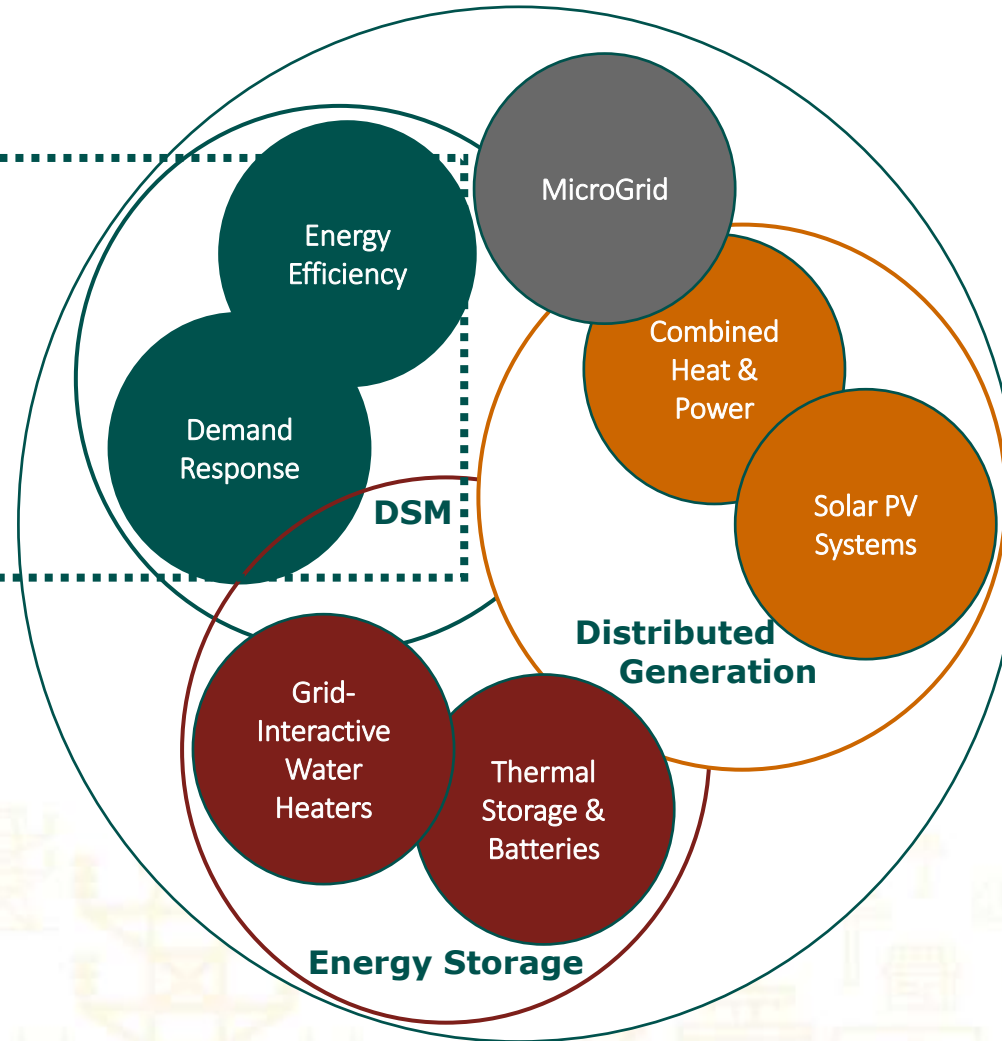 MicroGrid
Energy
Efficiency
Combined
Heat &
Power
Demand
Response
DSM
Solar PV
Systems
Distributed
Generation
Grid-
Interactive
Water
Heaters
Thermal
Storage &
Batteries
Energy Storage